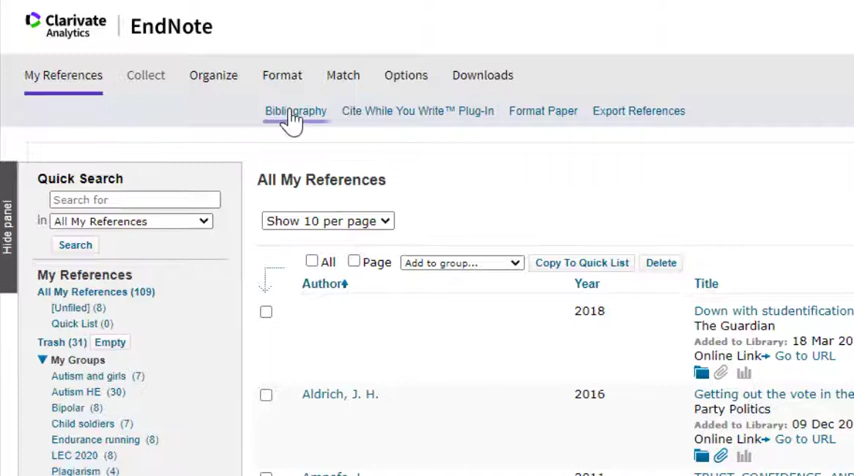 Clarivate Analytics | EndNote
My References Collect Organize Format Match Options Downloads
Bibliography Cite While You Write™ Plug-In Format Paper Export References
Hide panel
Quick Search
Search for
in All My References
Search
My References
All My References (109)
[Unfiled] (8)
Quick List (0)
Trash (31) Empty
My Groups
Autism and girls (7)
Autism HE (30)
Bipolar (8)
Child soldiers (7)
Endurance running (8)
LEC 2020 (8)
Plagiarism (4)
All My References
Show 10 per page
All Page Add to group... Copy To Quick List Delete
Author Year Title
2018 Down with studentification
The Guardian
Added to Library: 18 Mar 20
Online Link→ Go to URL
Aldrich, J. H. 2016 Getting out the vote in the
Party Politics
Added to Library: 09 Dec 20
Online Link→ Go to URL
2011